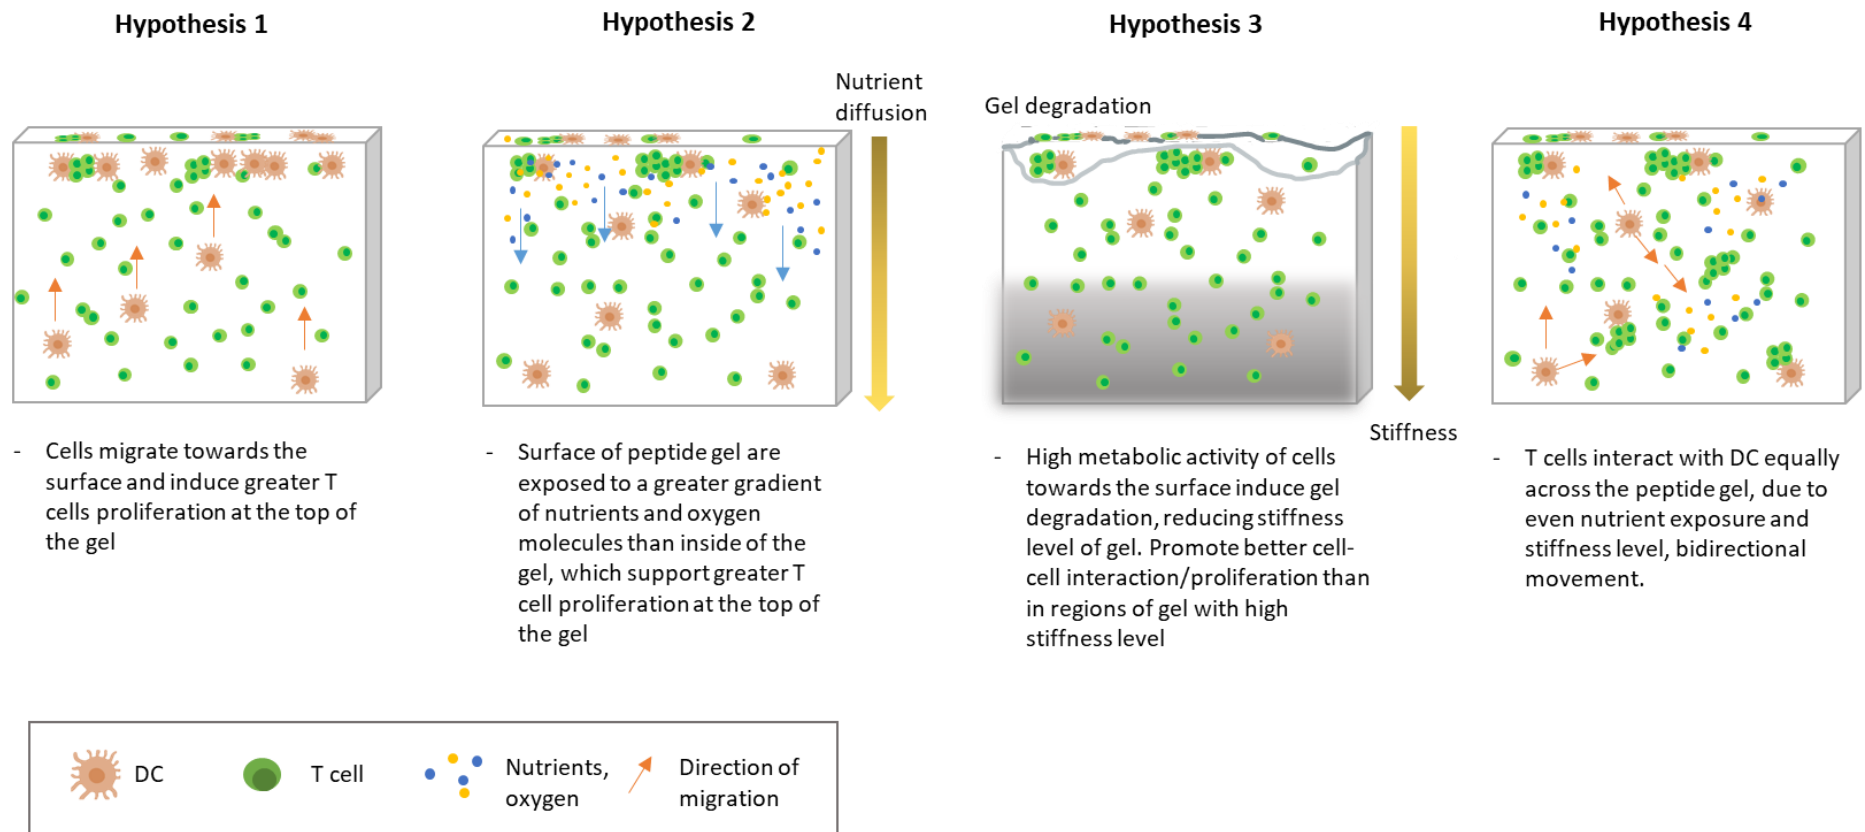 Hypothesis 1
Cells migrate towards the
- surface and induce greater T
cells proliferation at the top of
the gel
Hypothesis 2
Nutrient
diffusion
- Surface of peptide gel are
exposed to a greater gradient
of nutrients and oxygen
molecules than inside of the
gel, which support greater T
cell proliferation at the top of
the gel
Hypothesis 3
Gel degradation
Stiffness
- High metabolic activity of cells
towards the surface induce gel
degradation, reducing stiffness
level of gel. Promote better cell-
cell interaction/proliferation than
in regions of gel with high
stiffness level
Hypothesis 4
- T cells interact with DC equally
across the peptide gel, due to
even nutrient exposure and
stiffness level, bidirectional
movement.
DC
T cell
Nutrients,
oxygen
Direction of
migration